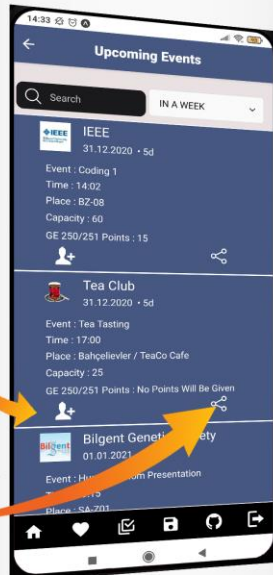 14:33
Upcoming Events
Search
IN A WEEK
IEEE
IEEE
31.12.2020 • 5d
Event : Coding 1
Time : 14:02
Place : BZ-08
Capacity : 60
GE 250/251 Points : 15
Tea Club
31.12.2020 • 5d
Event : Tea Tasting
Time : 17:00
Place : Bahçelievler / TeaCo Cafe
Capacity : 25
GE 250/251 Points : No Points Will Be Given
Bilgent
Bilgent
01.01.2021
Event :
Presentation
Place : SA-Z01